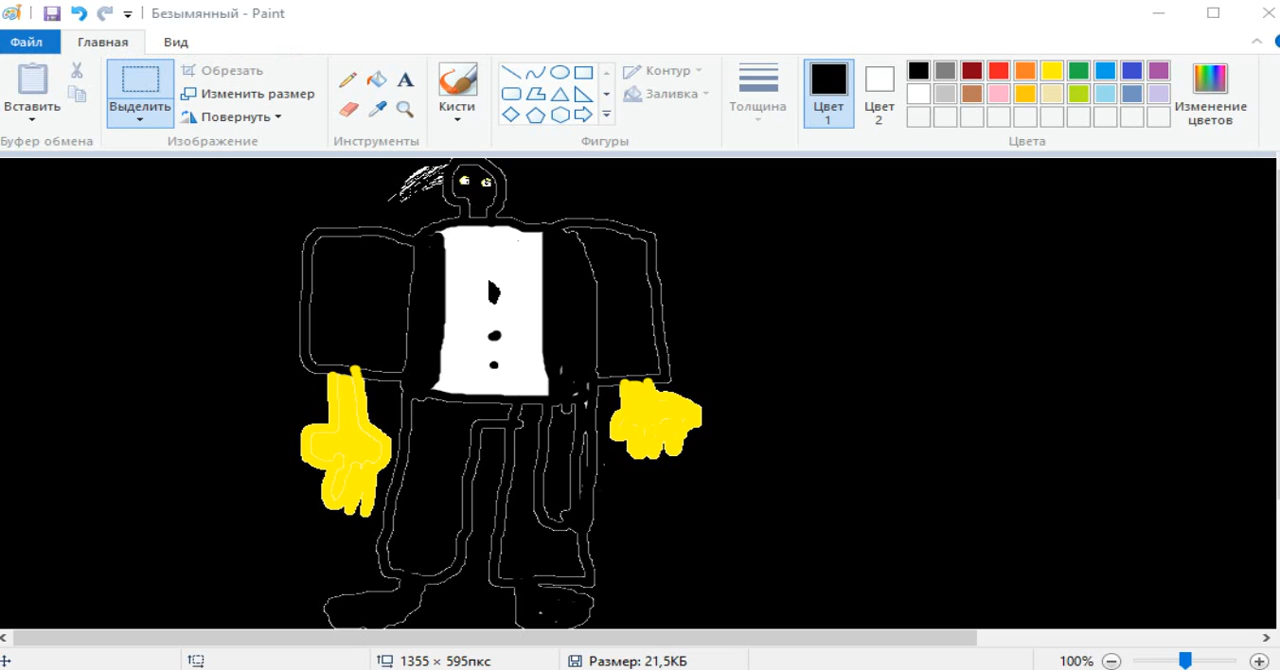 Безымянный - Paint
Файл Главная Вид
Вставить
Выделить
Обрезать
Изменить размер
Повернуть
A
Кисти
Контур
Заливка
Толщина
Цвет 1
Цвет 2
Изменение цветов
Буфер обмена Изображение Инструменты Фигуры Цвета
1355 × 595пкс Размер: 21,5КБ 100%